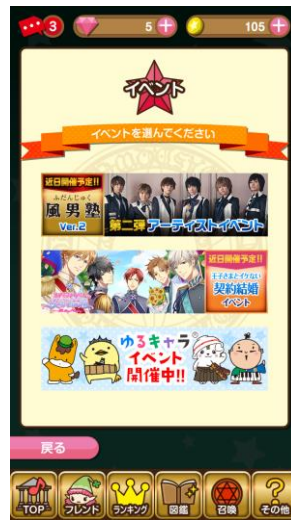 3
5
105
イベント
イベントを選んでください
近日開催予定!!
ふだんじゅく
風男塾
Ver.2
第二弾アーティストイベント
近日開催予定!!
王子さまとイケない
契約結婚
イベント
ゆるキャラ
イベント
開催中!!
戻る
TOP
フレンド
ランキング
図鑑
召喚
その他